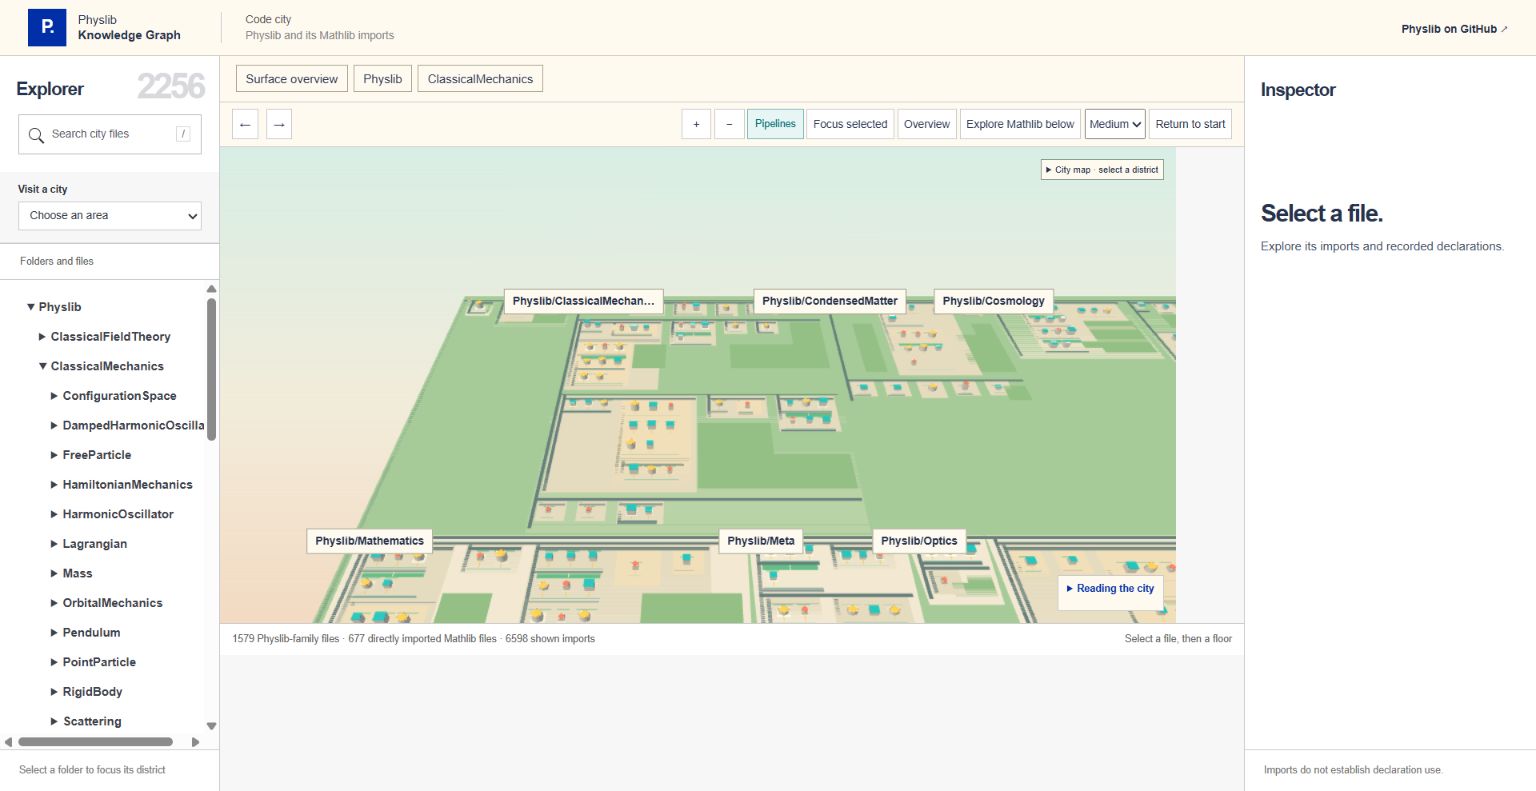 P.
Physlib
Knowledge Graph
Code city
Physlib and its Mathlib imports
Physlib on GitHub ↗
Explorer
2256
Search city files
/
Visit a city
Choose an area
Folders and files
▼ Physlib
▶ ClassicalFieldTheory
▼ ClassicalMechanics
▶ ConfigurationSpace
▶ DampedHarmonicOscilla
▶ FreeParticle
▶ HamiltonianMechanics
▶ HarmonicOscillator
▶ Lagrangian
▶ Mass
▶ OrbitalMechanics
▶ Pendulum
▶ PointParticle
▶ RigidBody
▶ Scattering
Select a folder to focus its district
Surface overview
Physlib
ClassicalMechanics
← → + − Pipelines Focus selected Overview Explore Mathlib below Medium Return to start
▶ City map · select a district
Physlib/ClassicalMechan…
Physlib/CondensedMatter
Physlib/Cosmology
Physlib/Mathematics
Physlib/Meta
Physlib/Optics
▶ Reading the city
1579 Physlib-family files · 677 directly imported Mathlib files · 6598 shown imports
Select a file, then a floor
Inspector
Select a file.
Explore its imports and recorded declarations.
Imports do not establish declaration use.